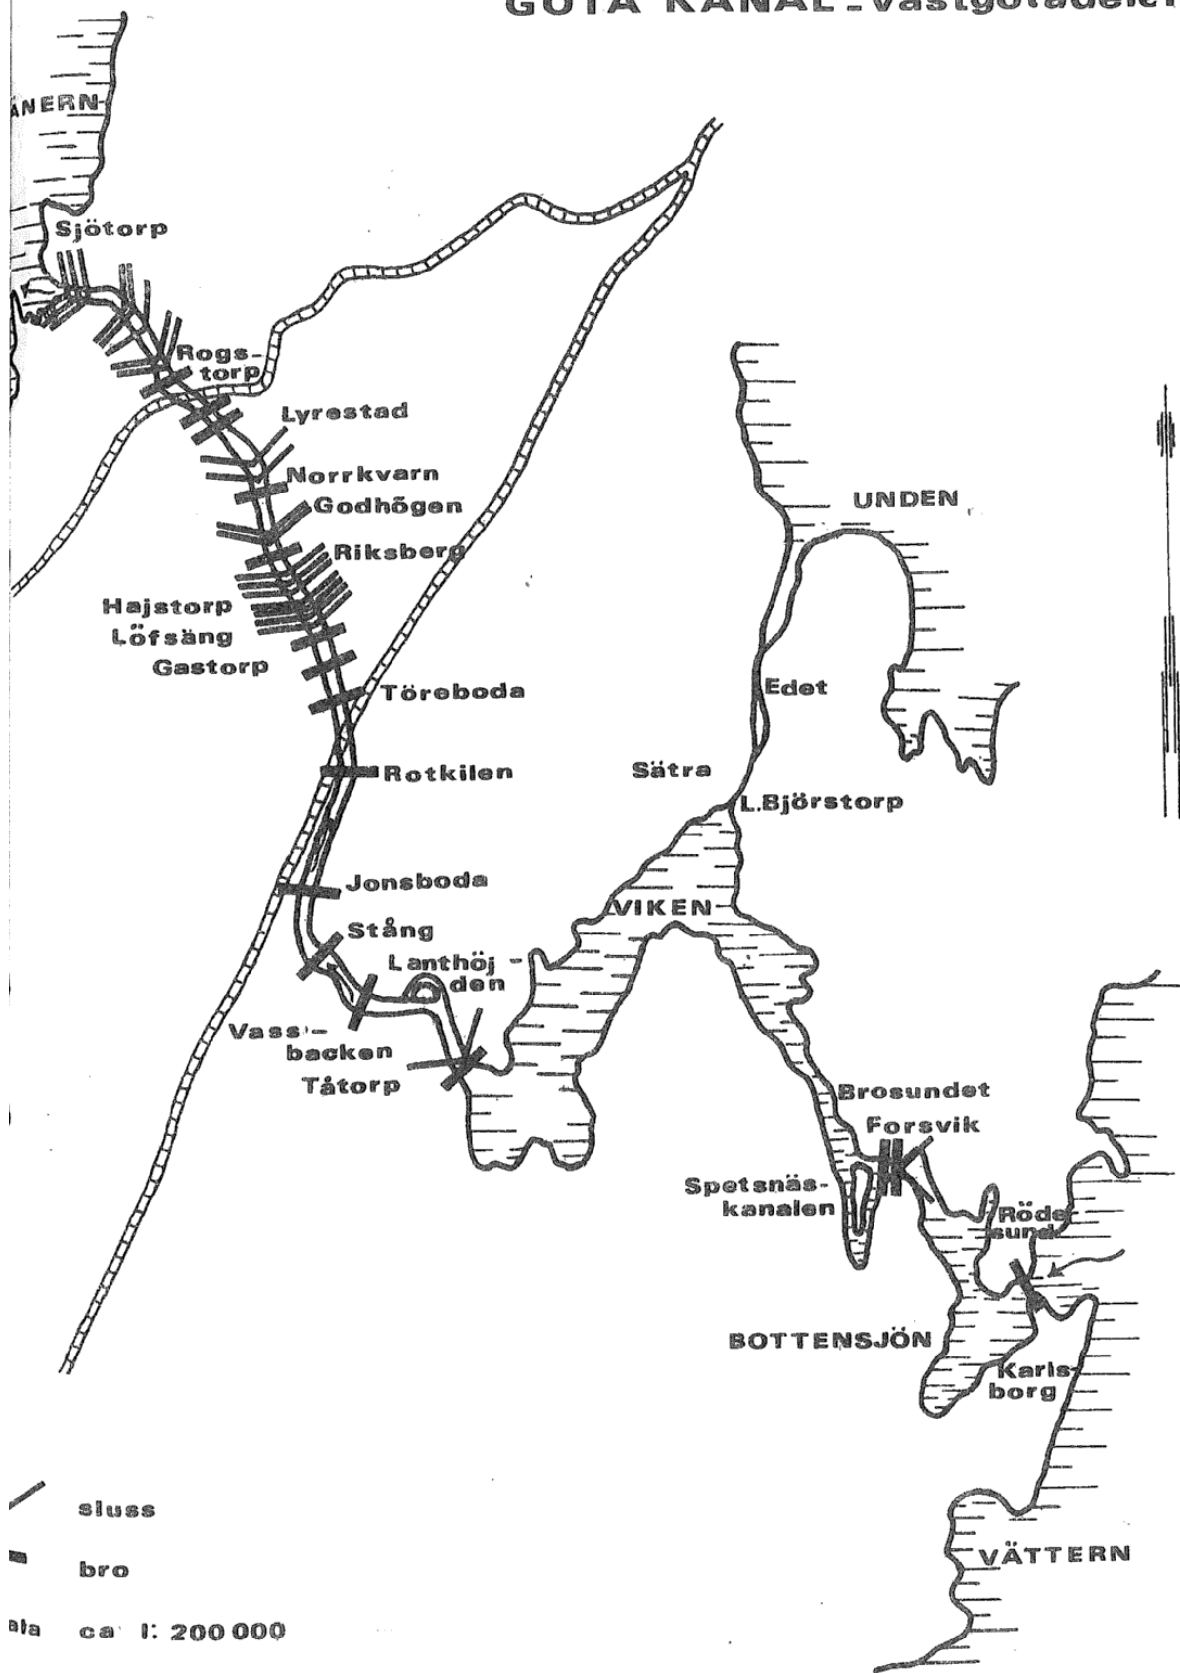 GÖTA KANAL - Västgötadelen
ÄNERN
Sjötorp
Rogs-
torp
Lyrestad
Norrkvarn
Godhögen
UNDEN
Riksberg
Hajstorp
Löfsäng
Gastorp
Töreboda
Edet
Rotkilen
Sätra
L.Björstorp
Jonsboda
VIKEN
Stång
Lanthöj-
den
Vass-
backen
Tåtorp
Brosundet
Forsvik
Spetsnäs-
kanalen
Röde-
sund
BOTTENSJÖN
Karls-
borg
sluss
VÄTTERN
bro
ala ca 1: 200 000